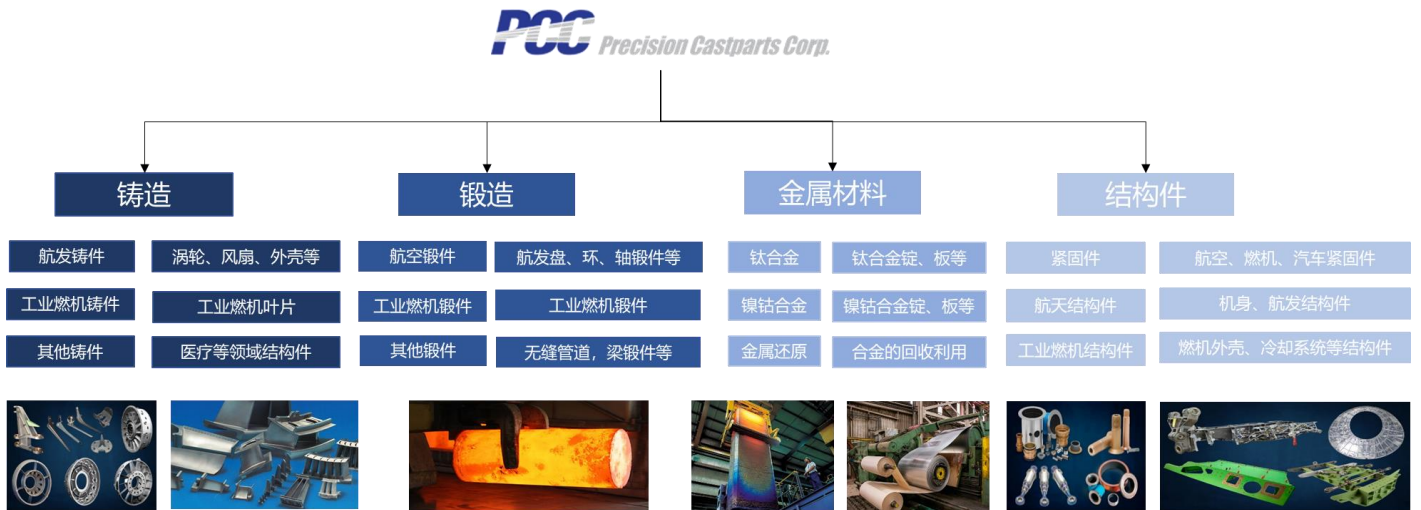 PCC Precision Castparts Corp.
铸造
锻造
金属材料
结构件
航发铸件
涡轮、风扇、外壳等
航空锻件
航发盘、环、轴锻件等
钛合金
钛合金锭、板等
紧固件
航空、燃机、汽车紧固件
工业燃机铸件
工业燃机叶片
工业燃机锻件
工业燃机锻件
镍钴合金
镍钴合金锭、板等
航天结构件
机身、航发结构件
其他铸件
医疗等领域结构件
其他锻件
无缝管道，梁锻件等
金属还原
合金的回收利用
工业燃机结构件
燃机外壳、冷却系统等结构件